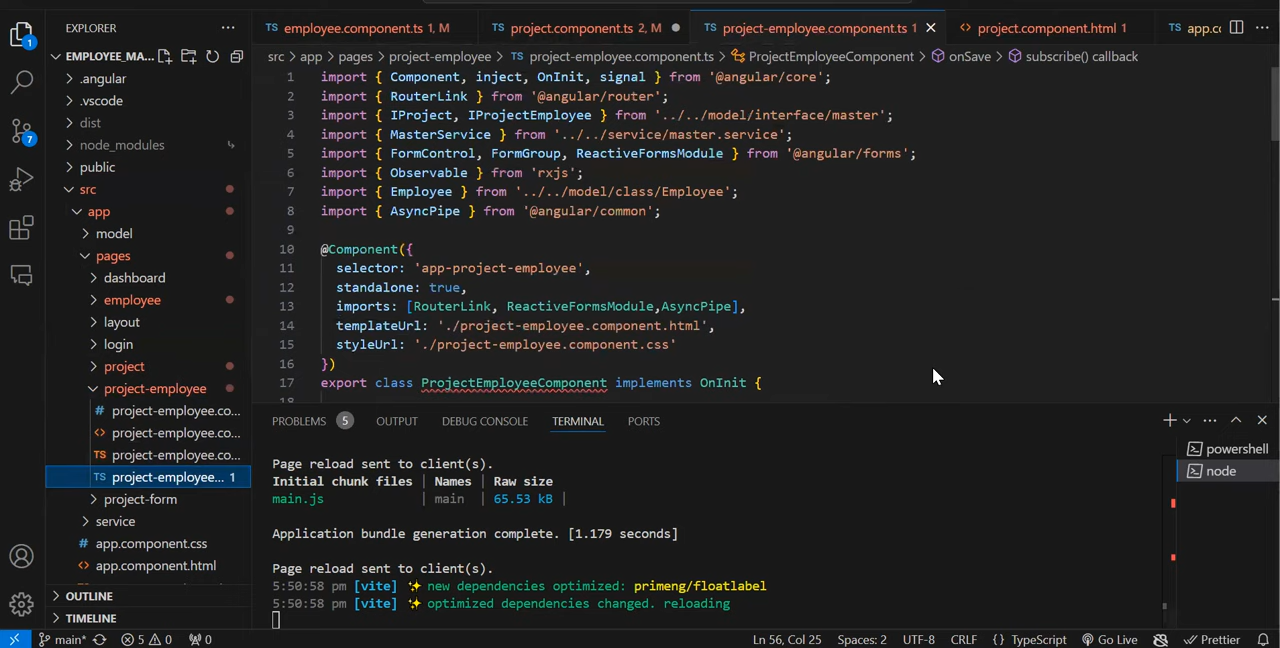 EXPLORER
EMPLOYEE_MA...
.angular
.vscode
dist
node_modules
public
src
app
model
pages
dashboard
employee
layout
login
project
project-employee
project-employee.co...
project-employee.co...
project-employee.co...
TS project-employee... 1
project-form
service
app.component.css
app.component.html
OUTLINE
TIMELINE
1
7
TS employee.component.ts 1, M
TS project.component.ts 2, M
TS project-employee.component.ts 1
project.component.html 1
TS app.cc
src > app > pages > project-employee > TS project-employee.component.ts > ProjectEmployeeComponent > onSave > subscribe() callback
1 import { Component, inject, OnInit, signal } from '@angular/core';
2 import { RouterLink } from '@angular/router';
3 import { IProject, IProjectEmployee } from '../../model/interface/master';
4 import { MasterService } from '../../service/master.service';
5 import { FormControl, FormGroup, ReactiveFormsModule } from '@angular/forms';
6 import { Observable } from 'rxjs';
7 import { Employee } from '../../model/class/Employee';
8 import { AsyncPipe } from '@angular/common';
9
10 @Component({
11 selector: 'app-project-employee',
12 standalone: true,
13 imports: [RouterLink, ReactiveFormsModule,AsyncPipe],
14 templateUrl: './project-employee.component.html',
15 styleUrl: './project-employee.component.css'
16 })
17 export class ProjectEmployeeComponent implements OnInit {
18
PROBLEMS 5 OUTPUT DEBUG CONSOLE TERMINAL PORTS
Page reload sent to client(s).
Initial chunk files | Names | Raw size
main.js | main | 65.53 kB |
Application bundle generation complete. [1.179 seconds]
Page reload sent to client(s).
5:50:58 pm [vite] ✨ new dependencies optimized: primeng/floatlabel
5:50:58 pm [vite] ✨ optimized dependencies changed. reloading
powershell
node
main* 5 0 0 Ln 56, Col 25 Spaces: 2 UTF-8 CRLF {} TypeScript Go Live Prettier